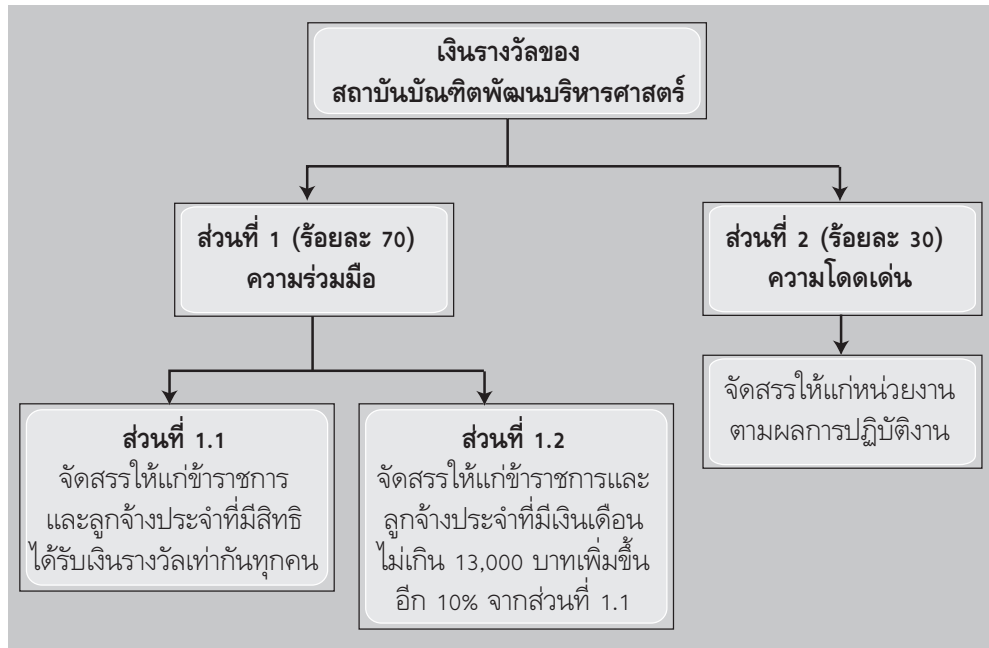 เงินรางวัลของ
สถาบันบัณฑิตพัฒนบริหารศาสตร์
ส่วนที่ 1 (ร้อยละ 70)
ความร่วมมือ
ส่วนที่ 2 (ร้อยละ 30)
ความโดดเด่น
ส่วนที่ 1.1
จัดสรรให้แก่ข้าราชการ
และลูกจ้างประจำที่มีสิทธิ
ได้รับเงินรางวัลเท่ากันทุกคน
ส่วนที่ 1.2
จัดสรรให้แก่ข้าราชการและ
ลูกจ้างประจำที่มีเงินเดือน
ไม่เกิน 13,000 บาทเพิ่มขึ้น
อีก 10% จากส่วนที่ 1.1
จัดสรรให้แก่หน่วยงาน
ตามผลการปฏิบัติงาน